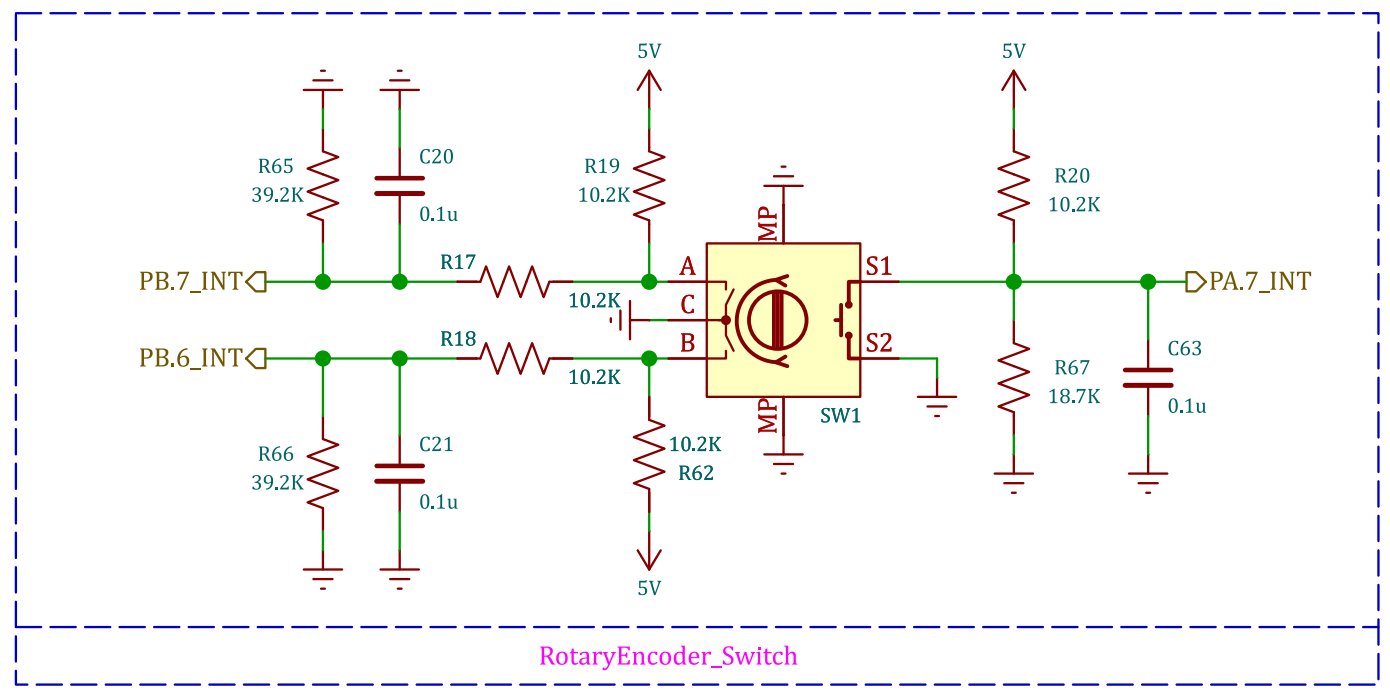 5V
5V
R65
39.2K
C20
0.1u
R19
10.2K
R20
10.2K
MP
PB.7_INT
R17
10.2K
A
S1
PA.7_INT
C
PB.6_INT
R18
10.2K
B
S2
R67
18.7K
C63
0.1u
MP
SW1
R66
39.2K
C21
0.1u
10.2K
R62
5V
RotaryEncoder_Switch